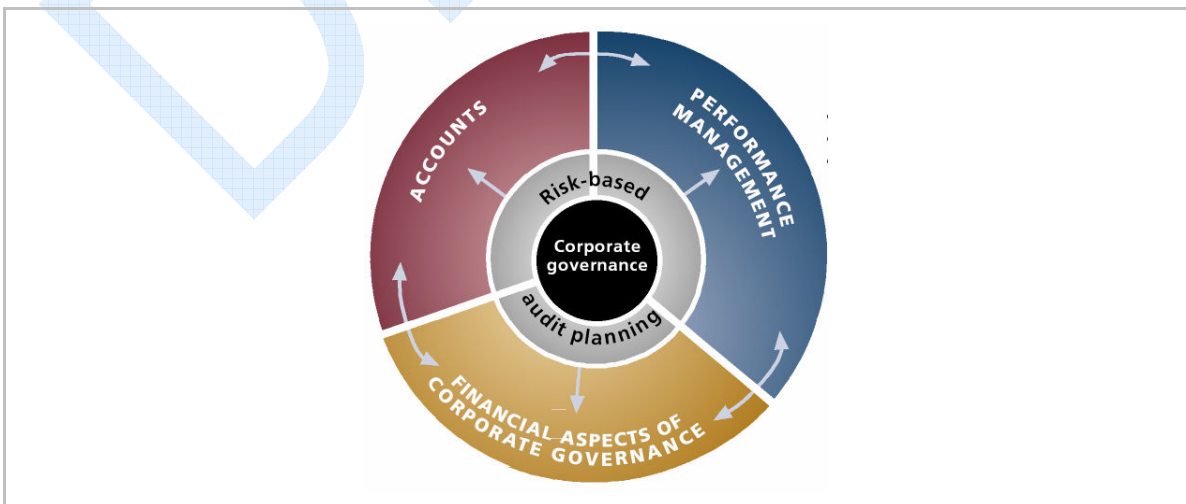 ACCOUNTS
PERFORMANCE
MANAGEMENT
Risk-based
Corporate
governance
audit planning
FINANCIAL ASPECTS OF
CORPORATE GOVERNANCE